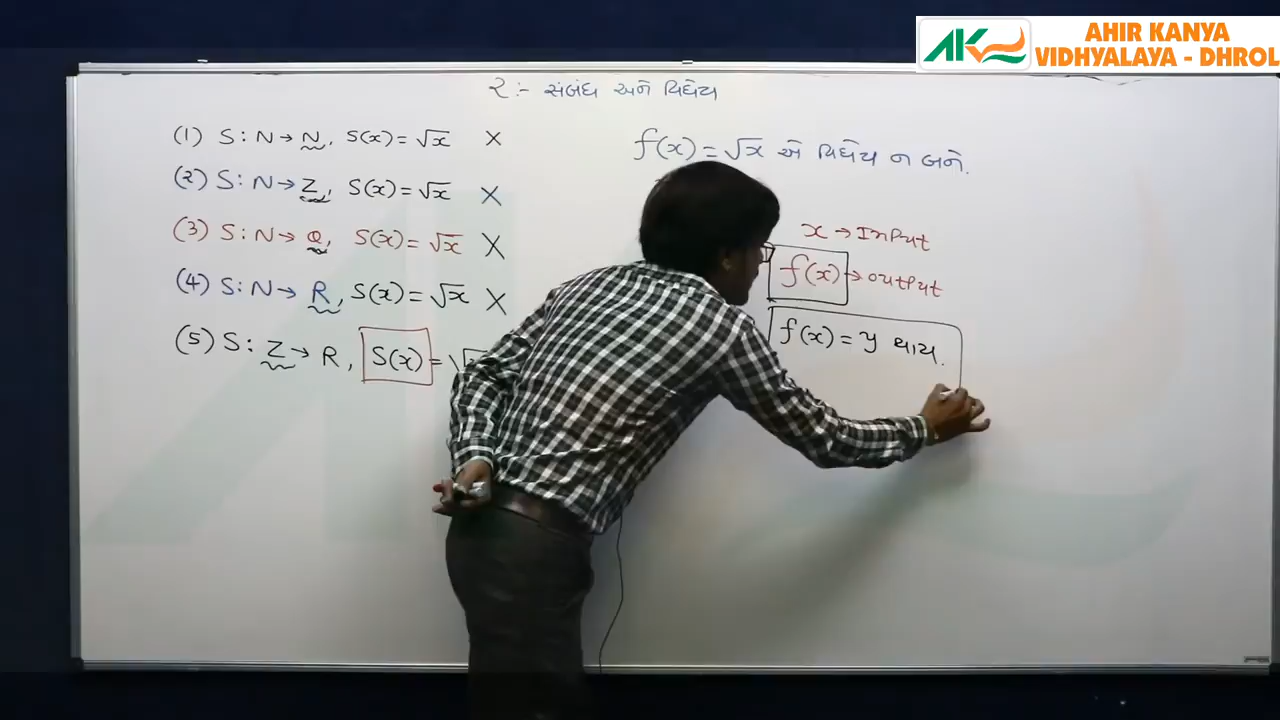 AHIR KANYA
VIDHYALAYA - DHROL
૨ :- સંબંધ અને વિધેય
(1) S : N → N, S(x) = √x ×
(2) S : N → Z, S(x) = √x ×
(3) S : N → Q, S(x) = √x ×
(4) S : N → R, S(x) = √x ×
(5) S : Z → R, S(x) = √
f(x) = √x એ વિધેય ન બને.
x → Input
f(x) → output
f(x) = y થાય.